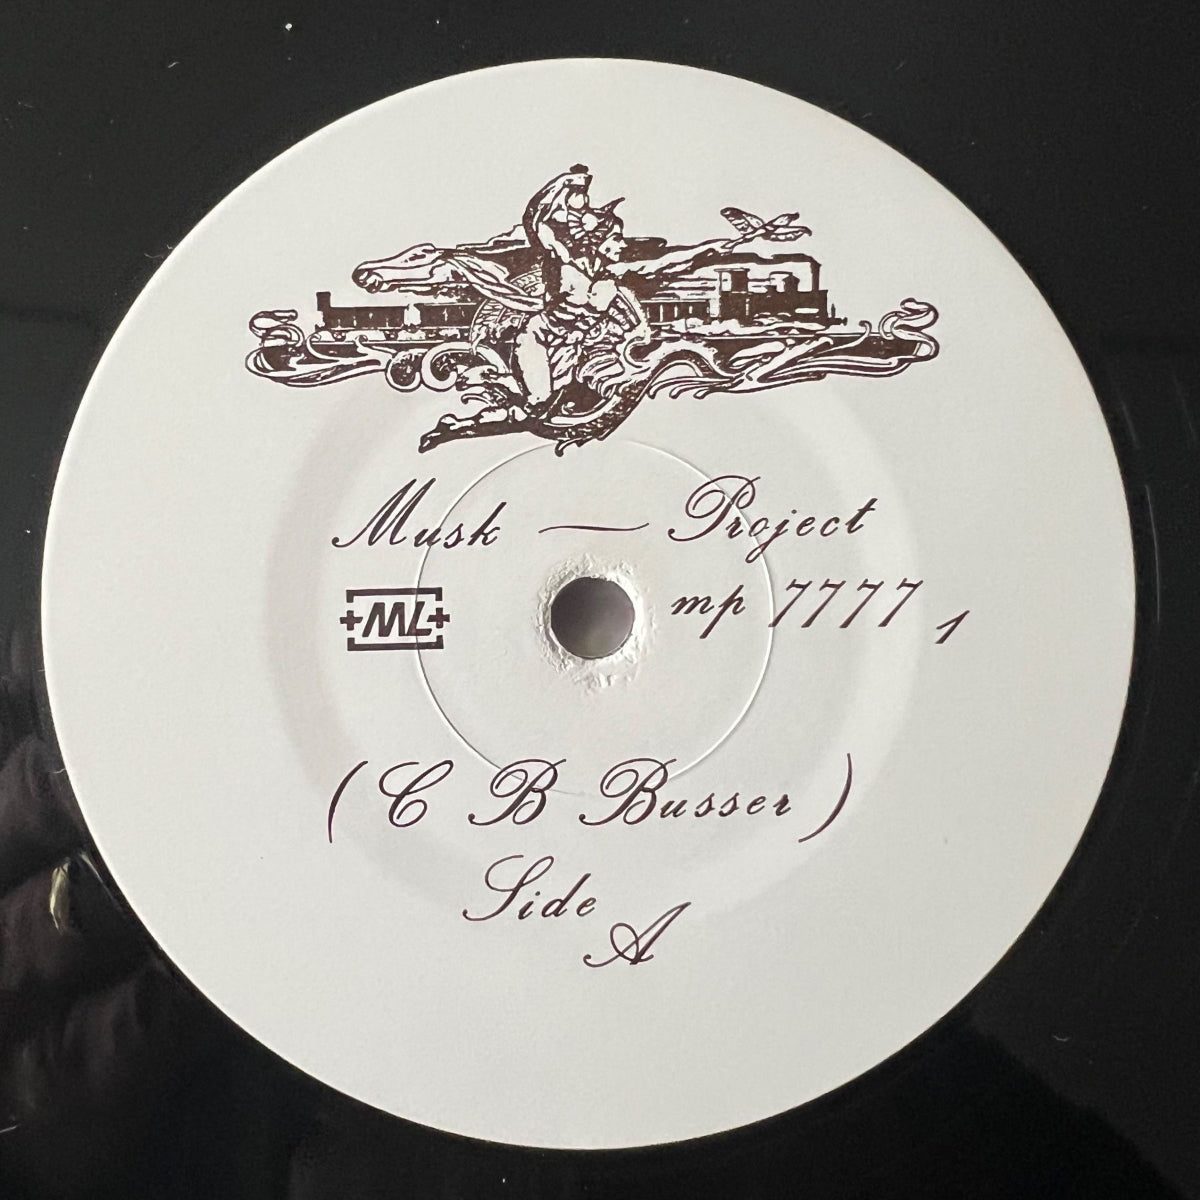 Musk — Project
ML mp 7777 1
( C B Busser )
Side A